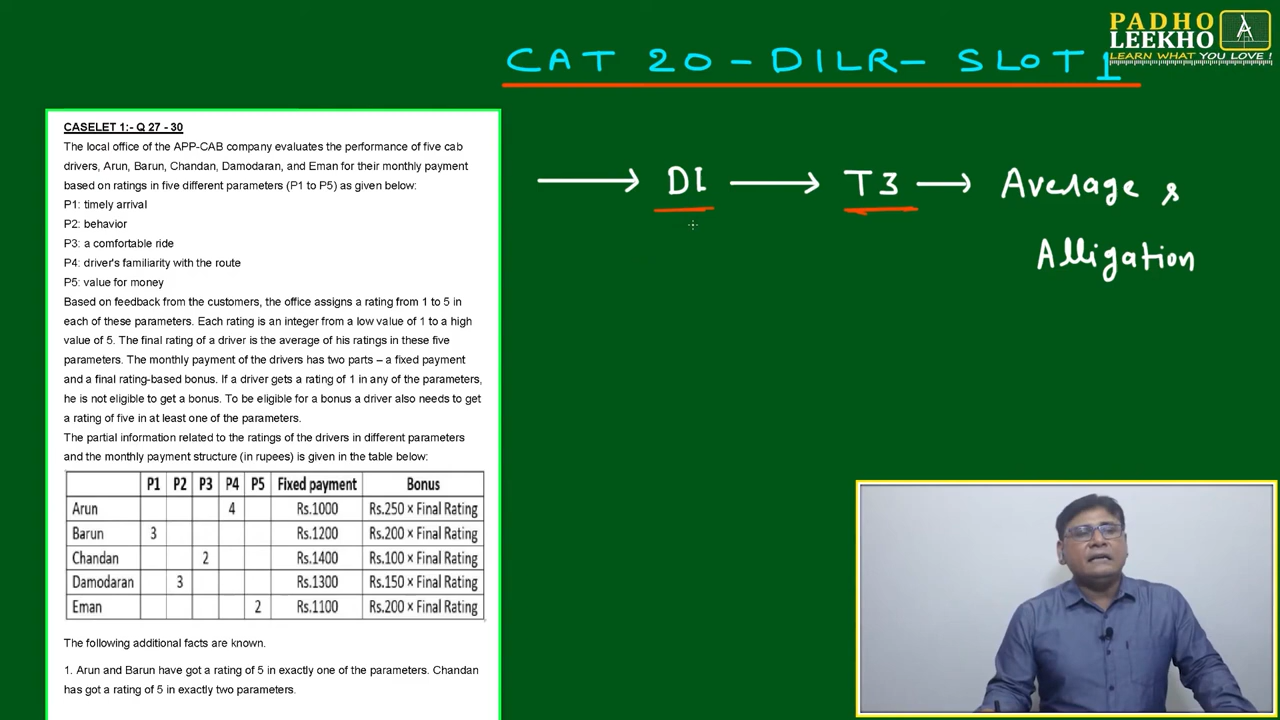 PADHO
LEEKHO
LEARN WHAT YOU LOVE !
CAT 20 - DILR - SLOT 1
CASELET 1:- Q 27 - 30
The local office of the APP-CAB company evaluates the performance of five cab
drivers, Arun, Barun, Chandan, Damodaran, and Eman for their monthly payment
based on ratings in five different parameters (P1 to P5) as given below:
P1: timely arrival
P2: behavior
P3: a comfortable ride
P4: driver's familiarity with the route
P5: value for money
Based on feedback from the customers, the office assigns a rating from 1 to 5 in
each of these parameters. Each rating is an integer from a low value of 1 to a high
value of 5. The final rating of a driver is the average of his ratings in these five
parameters. The monthly payment of the drivers has two parts – a fixed payment
and a final rating-based bonus. If a driver gets a rating of 1 in any of the parameters,
he is not eligible to get a bonus. To be eligible for a bonus a driver also needs to get
a rating of five in at least one of the parameters.
The partial information related to the ratings of the drivers in different parameters
and the monthly payment structure (in rupees) is given in the table below:
P1 P2 P3 P4 P5 Fixed payment Bonus
Arun 4 Rs.1000 Rs.250 × Final Rating
Barun 3 Rs.1200 Rs.200 × Final Rating
Chandan 2 Rs.1400 Rs.100 × Final Rating
Damodaran 3 Rs.1300 Rs.150 × Final Rating
Eman 2 Rs.1100 Rs.200 × Final Rating
The following additional facts are known.
1. Arun and Barun have got a rating of 5 in exactly one of the parameters. Chandan
has got a rating of 5 in exactly two parameters.
DI T3 Average &
Alligation